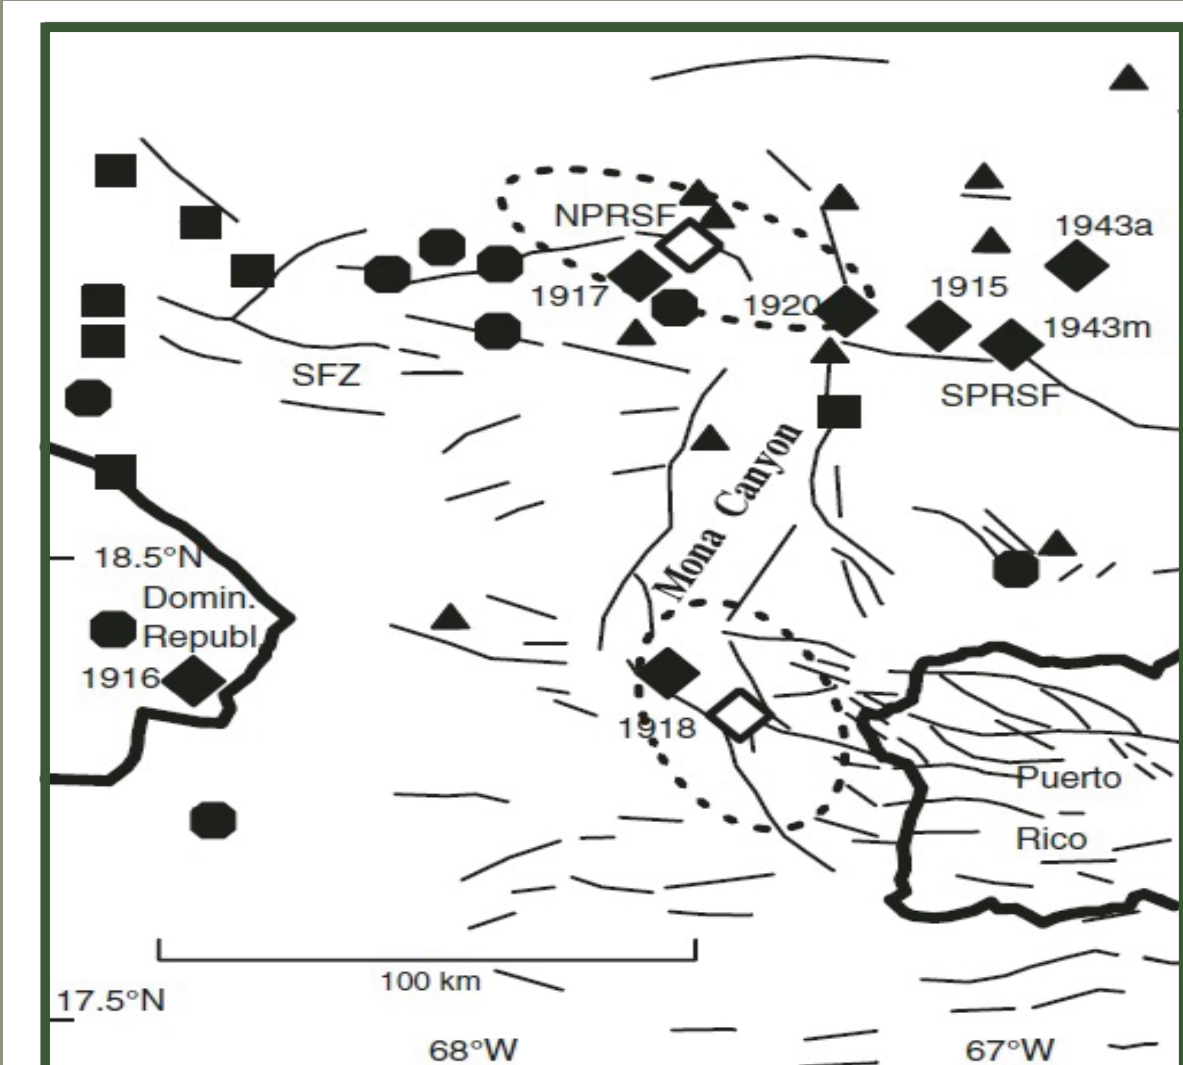 NPRSF
1943a
1917
1920
1915
1943m
SFZ
SPRSF
Mona Canyon
18.5°N
Domin.
Republ.
1916
1918
Puerto
Rico
100 km
17.5°N
68°W
67°W